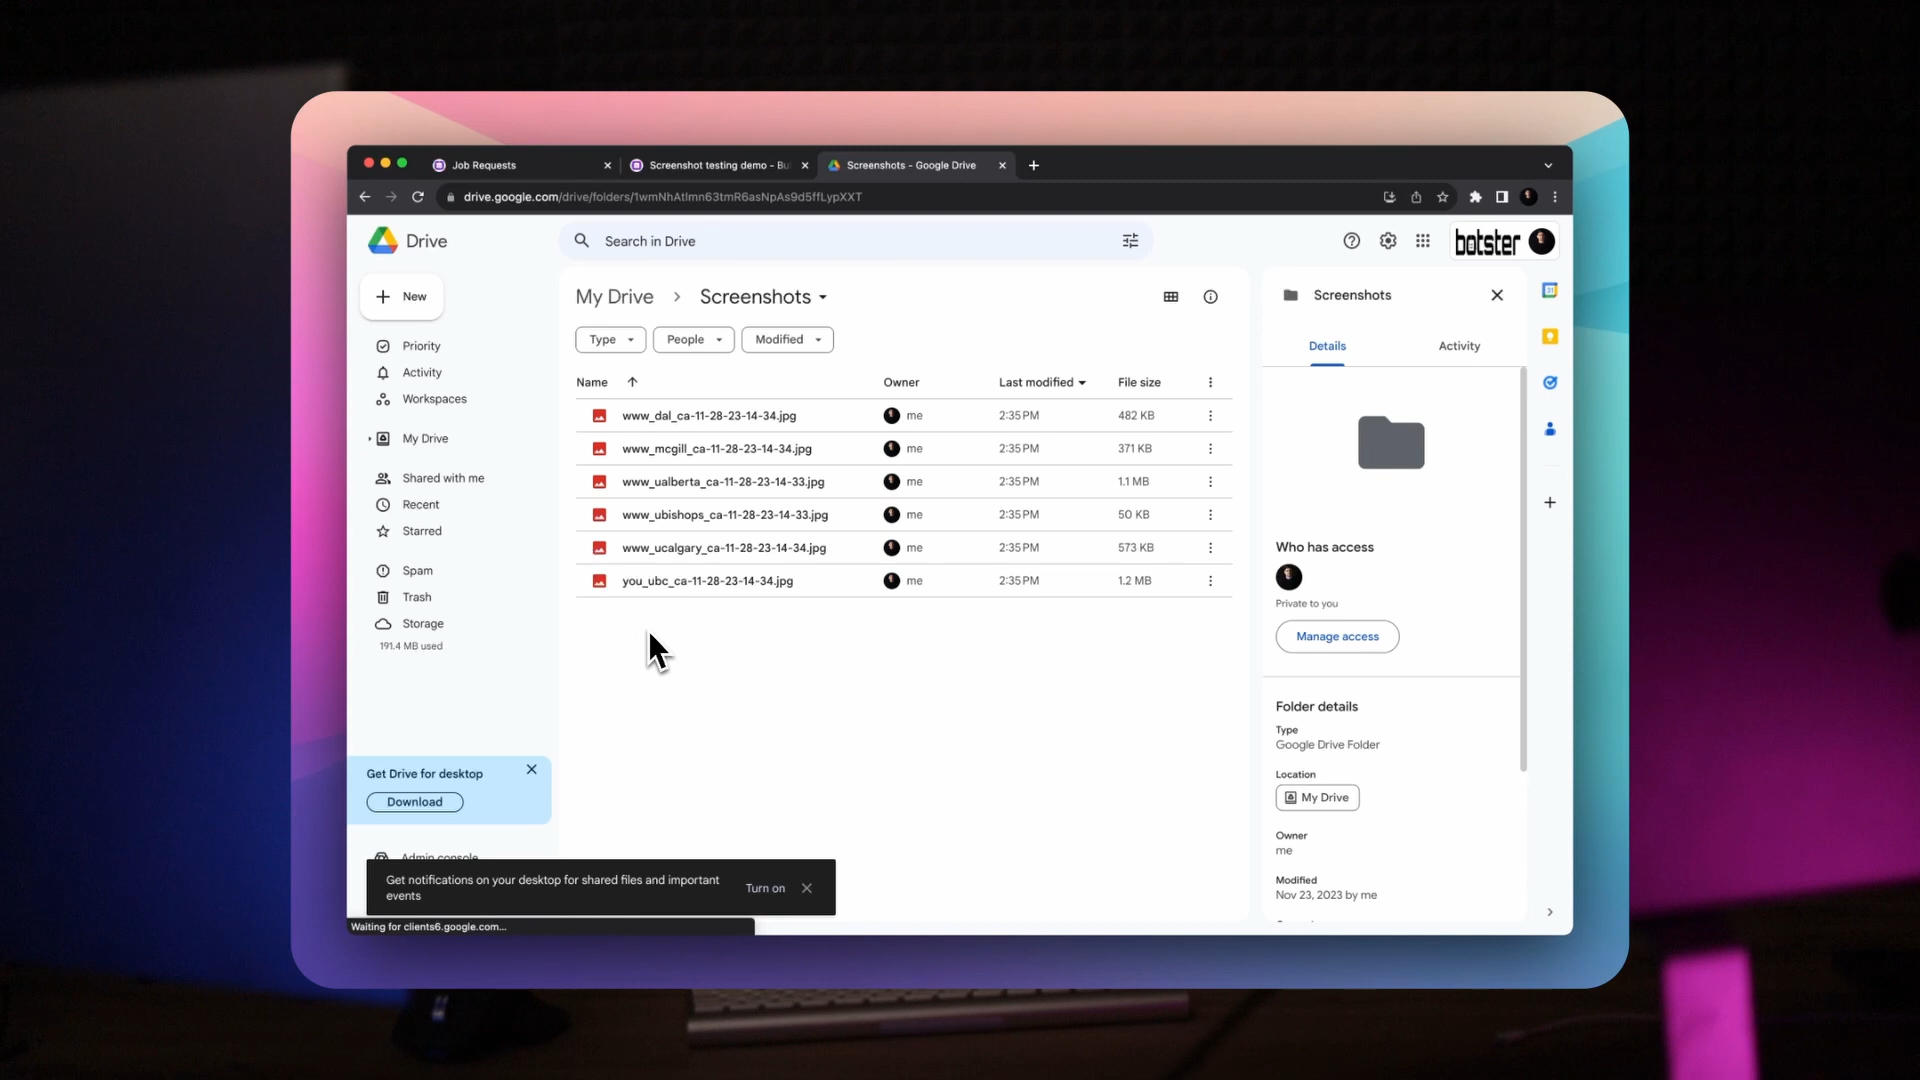 Job Requests
Screenshot testing demo - Bu
Screenshots - Google Drive
drive.google.com/drive/folders/1wmNhAtlmn63tmR6asNpAs9d5ffLypXXT
Drive
Search in Drive
botster
New
My Drive > Screenshots
Screenshots
Type
People
Modified
Details
Activity
Priority
Activity
Workspaces
My Drive
Shared with me
Recent
Starred
Spam
Trash
Storage
191.4 MB used
Name
Owner
Last modified
File size
www_dal_ca-11-28-23-14-34.jpg me 2:35 PM 482 KB
www_mcgill_ca-11-28-23-14-34.jpg me 2:35 PM 371 KB
www_ualberta_ca-11-28-23-14-33.jpg me 2:35 PM 1.1 MB
www_ubishops_ca-11-28-23-14-33.jpg me 2:35 PM 50 KB
www_ucalgary_ca-11-28-23-14-34.jpg me 2:35 PM 573 KB
you_ubc_ca-11-28-23-14-34.jpg me 2:35 PM 1.2 MB
Who has access
Private to you
Manage access
Folder details
Type
Google Drive Folder
Location
My Drive
Owner
me
Modified
Nov 23, 2023 by me
Get Drive for desktop
Download
Admin console
Get notifications on your desktop for shared files and important
events
Turn on
Waiting for clients6.google.com...
31